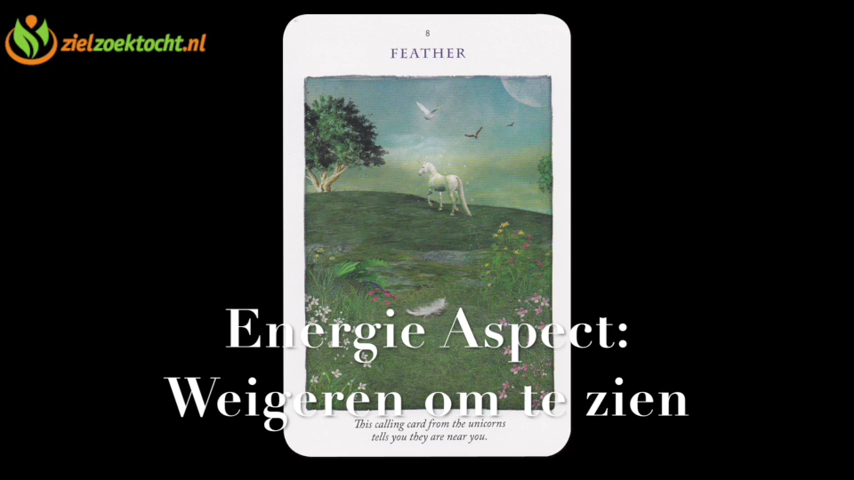 zielzoektocht.nl
8
FEATHER
Energie Aspect:
Weigeren om te zien
This calling card from the unicorns
tells you they are near you.